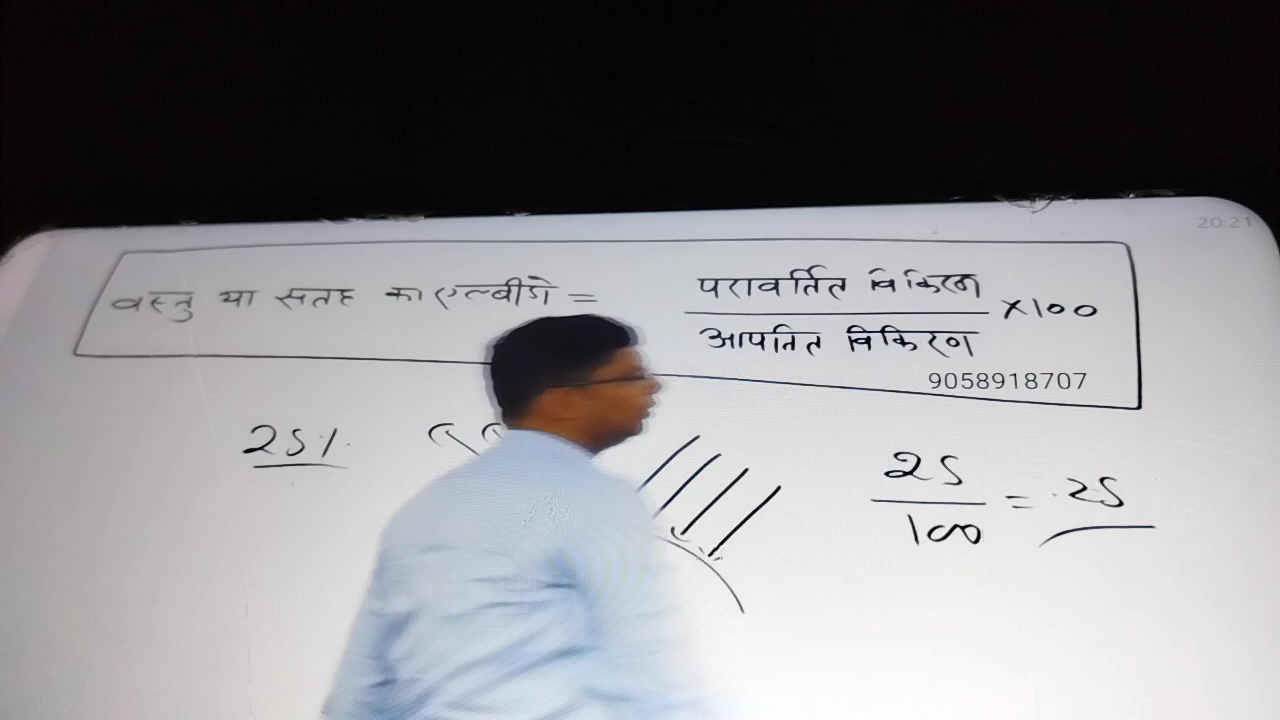 20:21
वस्तु या सतह का एल्बीडो = परावर्तित विकिरण / आपतित विकिरण ×100
9058918707
25%
25 / 100 = .25